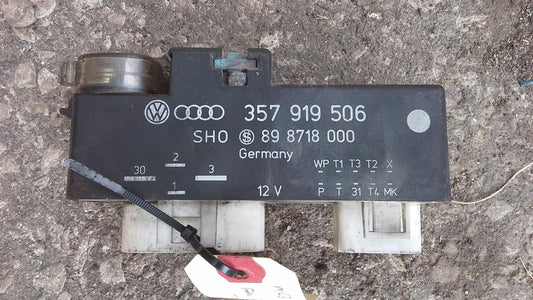 357 919 506
SHO 89 8718 000
Germany
2
30
3
1
12 V
WP T1 T3 T2 X
P T 31 T4 MK